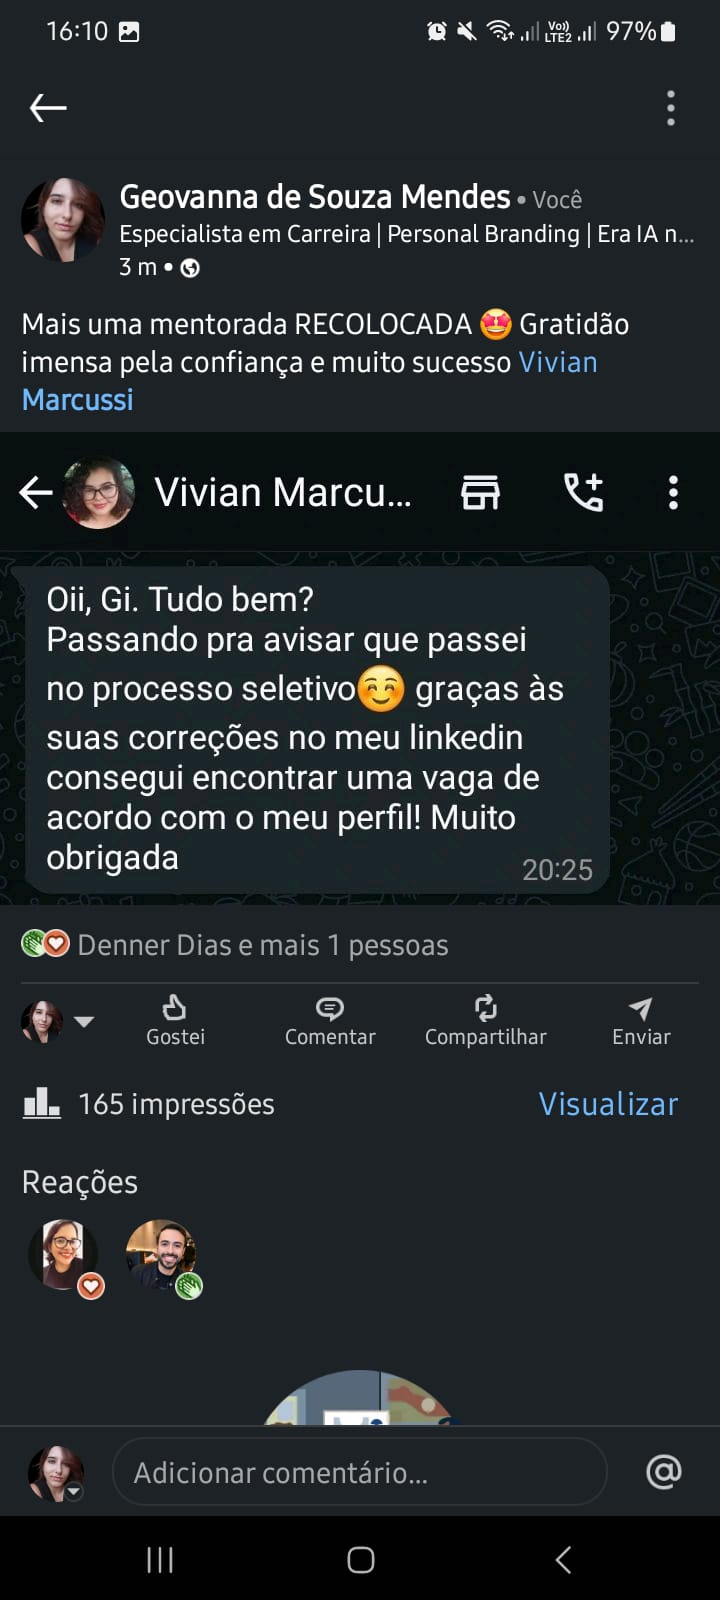 16:10
Vo)) LTE2 97%
Geovanna de Souza Mendes • Você
Especialista em Carreira | Personal Branding | Era IA n...
3 m •
Mais uma mentorada RECOLOCADA 🤩 Gratidão
imensa pela confiança e muito sucesso Vivian
Marcussi
Vivian Marcu...
Oii, Gi. Tudo bem?
Passando pra avisar que passei
no processo seletivo☺️ graças às
suas correções no meu linkedin
consegui encontrar uma vaga de
acordo com o meu perfil! Muito
obrigada
20:25
Denner Dias e mais 1 pessoas
Gostei Comentar Compartilhar Enviar
165 impressões Visualizar
Reações
Adicionar comentário... @